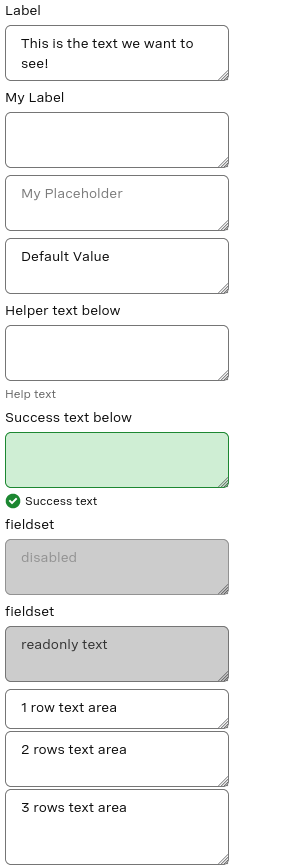 Label
This is the text we want to
see!
My Label
My Placeholder
Default Value
Helper text below
Help text
Success text below
Success text
fieldset
disabled
fieldset
readonly text
1 row text area
2 rows text area
3 rows text area